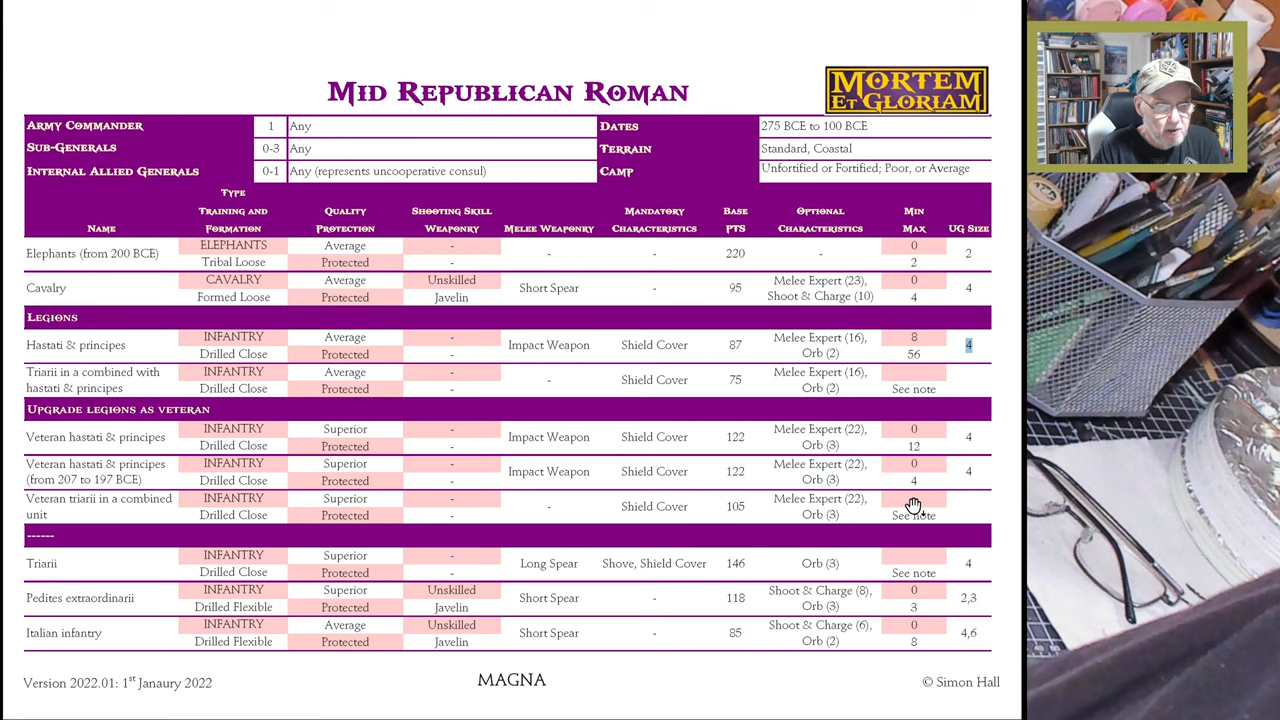 MID REPUBLICAN ROMAN
MORTEM
ET GLORIAM
ARMY COMMANDER 1 Any DATES 275 BCE to 100 BCE
SUB-GENERALS 0-3 Any TERRAIN Standard, Coastal
INTERNAL ALLIED GENERALS 0-1 Any (represents uncooperative consul) CAMP Unfortified or Fortified; Poor, or Average
TYPE
TRAINING AND QUALITY SHOOTING SKILL MANDATORY BASE OPTIONAL MIN
NAME FORMATION PROTECTION WEAPONRY MELEE WEAPONRY CHARACTERISTICS PTS CHARACTERISTICS MAX UG SIZE
ELEPHANTS Average - 0
Elephants (from 200 BCE) - - 220 - 2
Tribal Loose Protected - 2
CAVALRY Average Unskilled Melee Expert (23), 0
Cavalry Short Spear - 95 4
Formed Loose Protected Javelin Shoot & Charge (10) 4
LEGIONS
INFANTRY Average - Melee Expert (16), 8
Hastati & principes Impact Weapon Shield Cover 87 4
Drilled Close Protected - Orb (2) 56
Triarii in a combined with INFANTRY Average - Melee Expert (16),
- Shield Cover 75
hastati & principes Drilled Close Protected - Orb (2) See note
UPGRADE LEGIONS AS VETERAN
INFANTRY Superior - Melee Expert (22), 0
Veteran hastati & principes Impact Weapon Shield Cover 122 4
Drilled Close Protected - Orb (3) 12
Veteran hastati & principes INFANTRY Superior - Melee Expert (22), 0
Impact Weapon Shield Cover 122 4
(from 207 to 197 BCE) Drilled Close Protected - Orb (3) 4
Veteran triarii in a combined INFANTRY Superior - Melee Expert (22),
- Shield Cover 105
unit Drilled Close Protected - Orb (3) See note
------
INFANTRY Superior -
Triarii Long Spear Shove, Shield Cover 146 Orb (3) 4
Drilled Close Protected - See note
INFANTRY Superior Unskilled Shoot & Charge (8), 0
Pedites extraordinarii Short Spear - 118 2,3
Drilled Flexible Protected Javelin Orb (3) 3
INFANTRY Average Unskilled Shoot & Charge (6), 0
Italian infantry Short Spear - 85 4,6
Drilled Flexible Protected Javelin Orb (2) 8
Version 2022.01: 1st Janaury 2022 MAGNA © Simon Hall